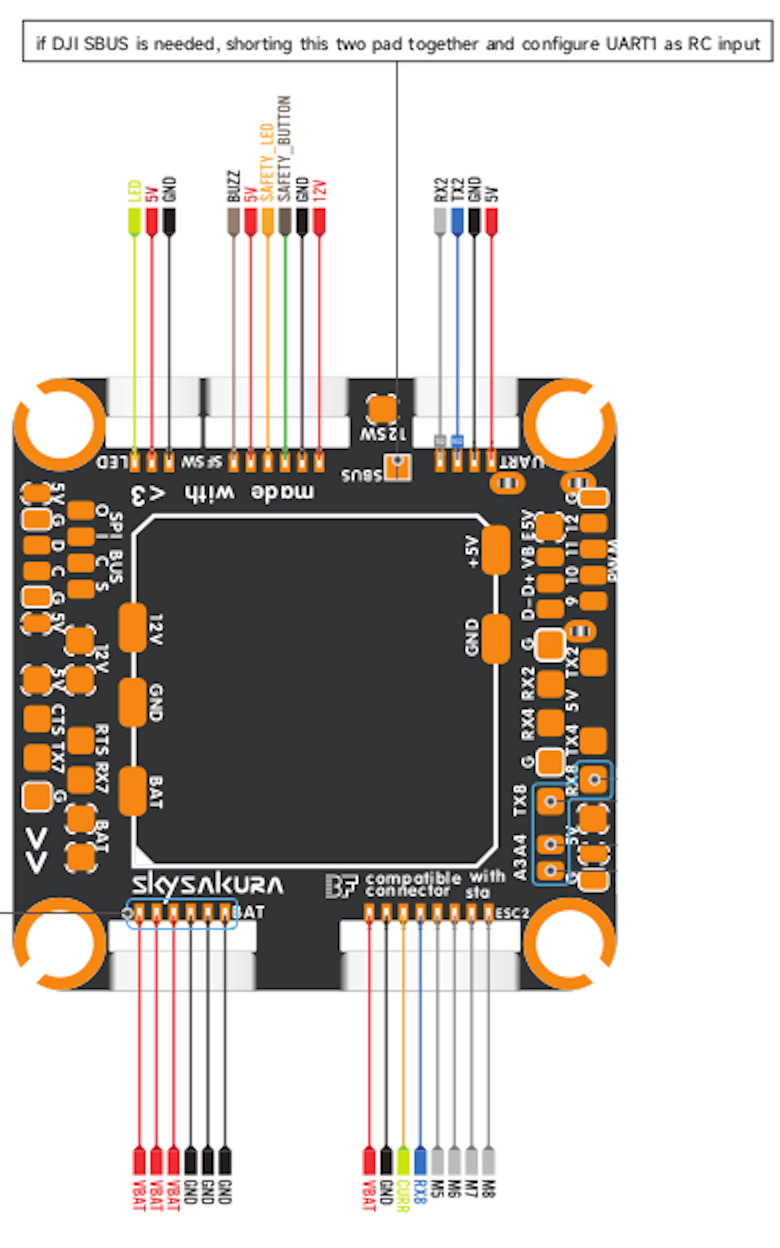 if DJI SBUS is needed, shorting this two pad together and configure UART1 as RC input
LED
5V
GND
BUZZ
5V
SAFETY_LED
SAFETY_BUTTON
GND
12V
RX2
TX2
GND
5V
LED
SFSW
12SW
SBUS
UART
made with <3
5V
G
D
C
G
5V
O
I
C
S
SPI BUS
12V
5V
CTS
TX7
G
RTS
RX7
BAT
>>
12V
GND
BAT
+5V
GND
E5V
VB
D+
D-
G
RX2
RX4
G
TX8
A3A4
G
12
11
10
9
PWM
TX2
5V
TX4
RX8
5V
G
skysakura
BF compatible with
connector sta
BAT
ESC2
VBAT
VBAT
VBAT
GND
GND
GND
VBAT
GND
CURR
RX8
M5
M6
M7
M8